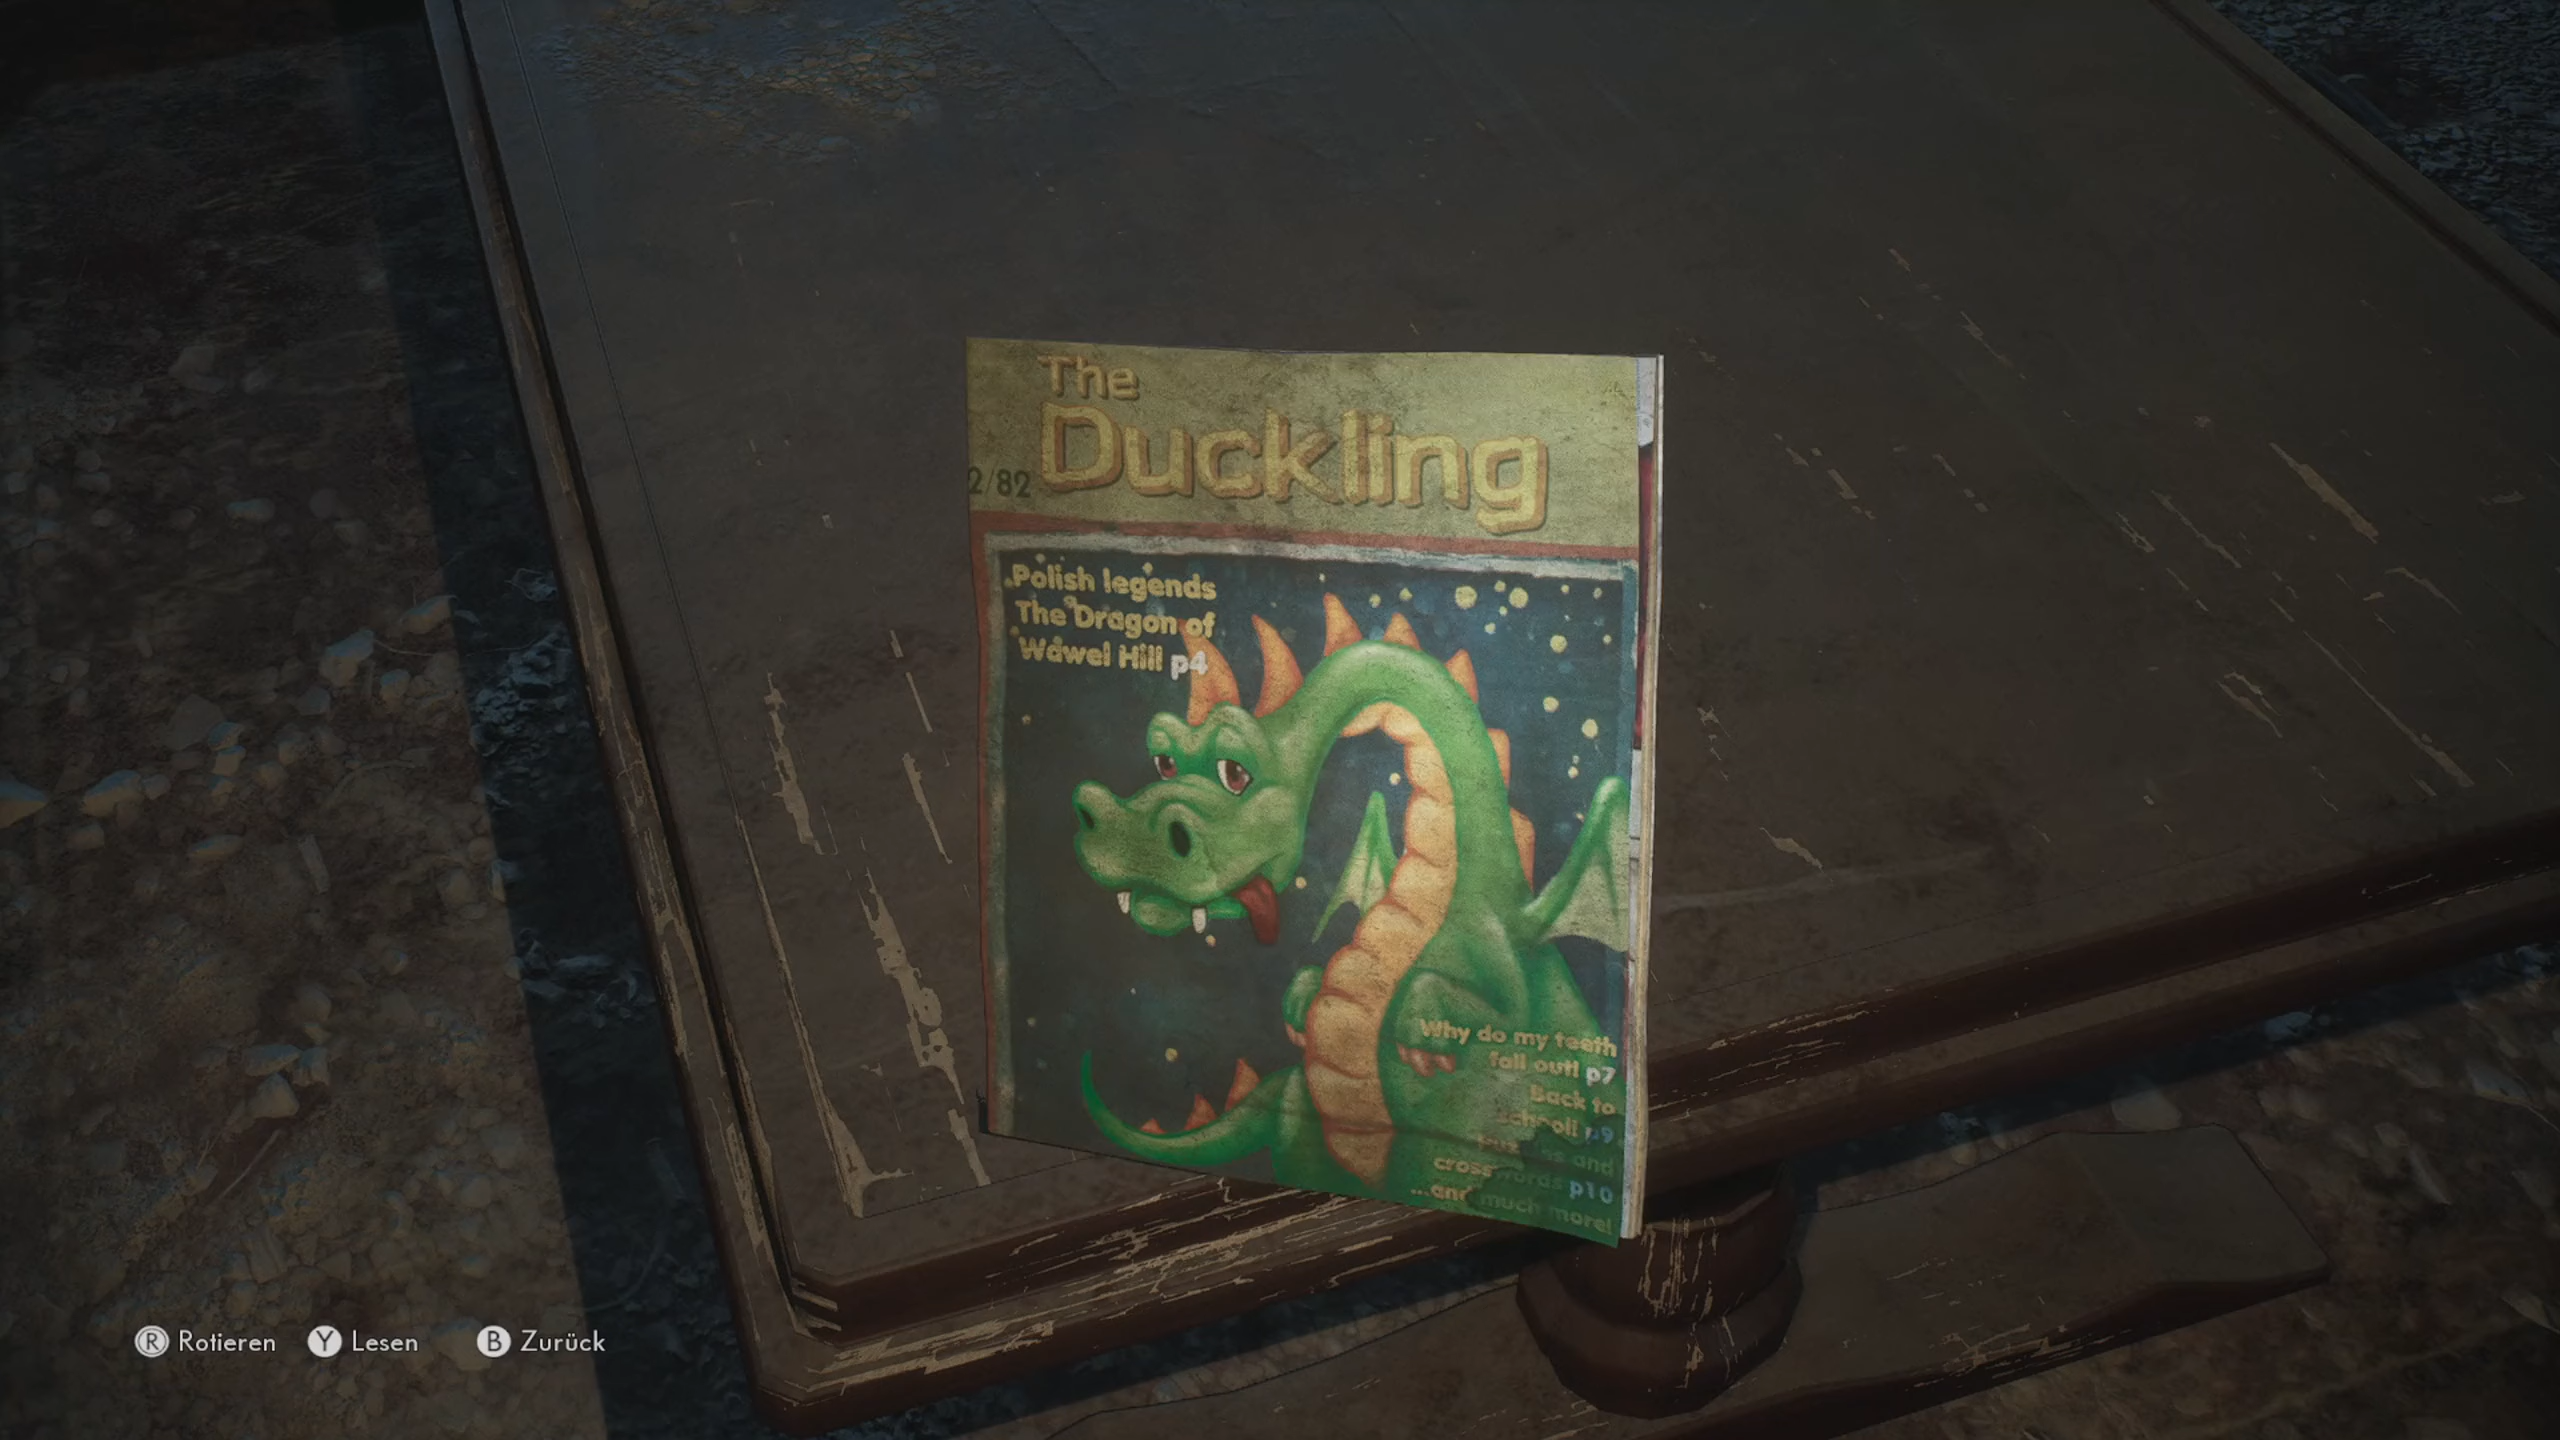 The
Duckling
2/82
Polish legends
The Dragon of
Wawel Hill p4
Why do my teeth
fall out! p7
Back to
school! p9
and
crosswords p10
...and much more!
R Rotieren Y Lesen B Zurück